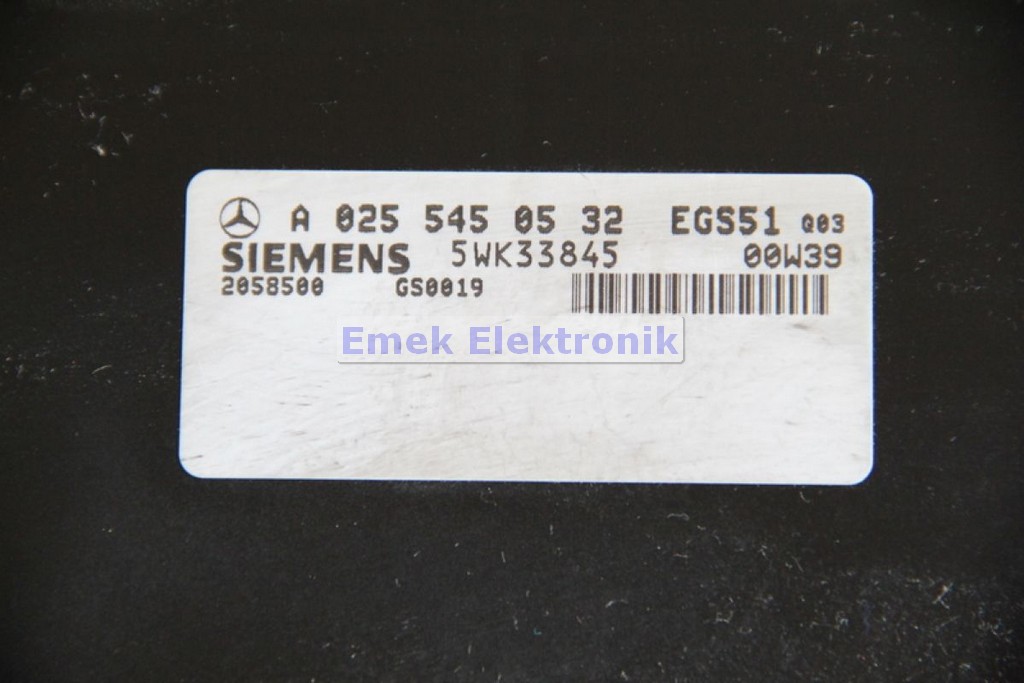 A 025 545 05 32 EGS51 Q03
SIEMENS 5WK33845 00W39
2058500 GS0019
Emek Elektronik